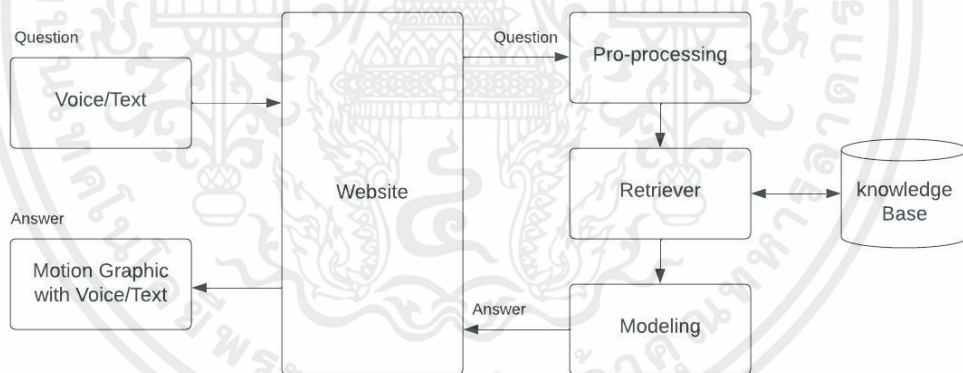 Question
Voice/Text
Answer
Motion Graphic
with Voice/Text
Website
Question
Pro-processing
Retriever
knowledge
Base
Answer
Modeling